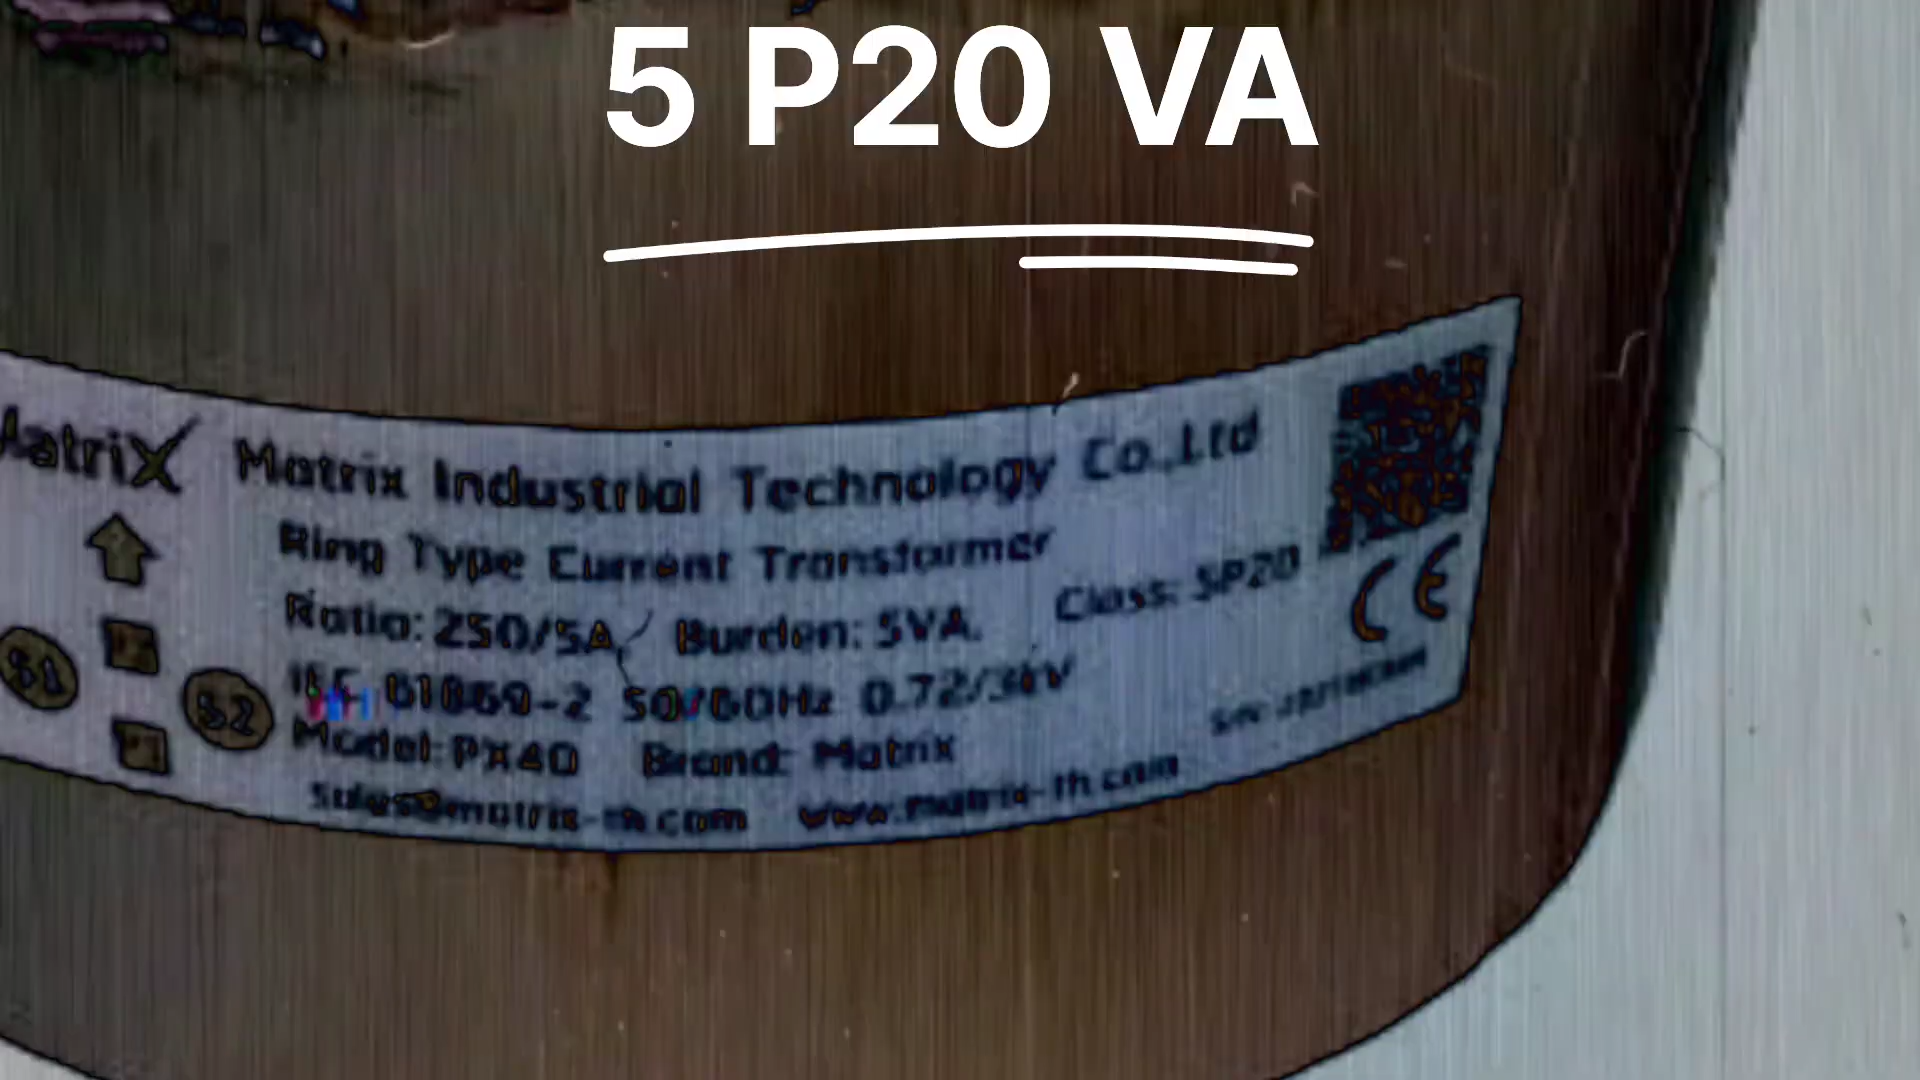 5 P20 VA
MatriX
Matrix Industrial Technology Co.,Ltd
Ring Type Current Transformer
Ratio: 250/5A, Burden: 5VA. Class: 5P20
IEC 61869-2 50/60Hz 0.72/3kV
CE
S1
S2
Model: PX40 Brand: Matrix
S/N:
sales@matrix-th.com www.matrix-th.com